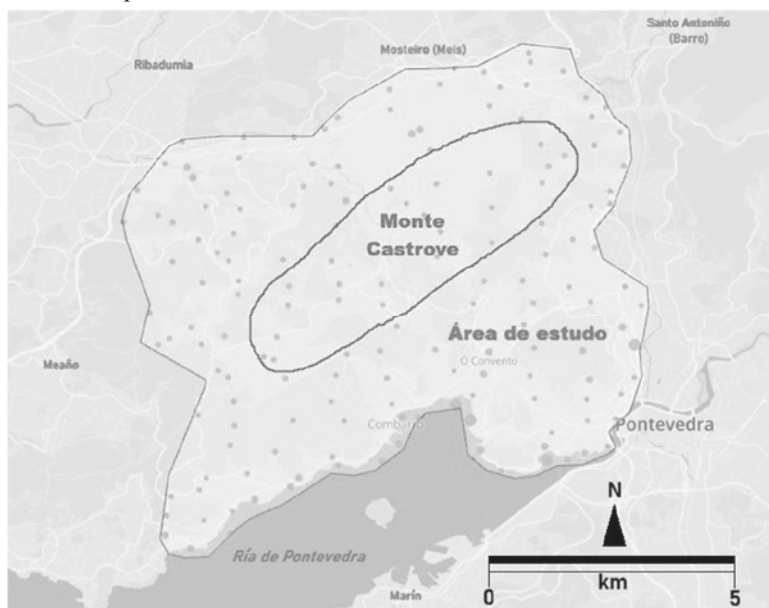 Santo Antoniño
(Barro)
Mosteiro (Meis)
Ribadumia
Monte
Castrove
Área de estudo
O Convento
Meaño
Combarro
Pontevedra
N
Ría de Pontevedra
km
Marín
0
5